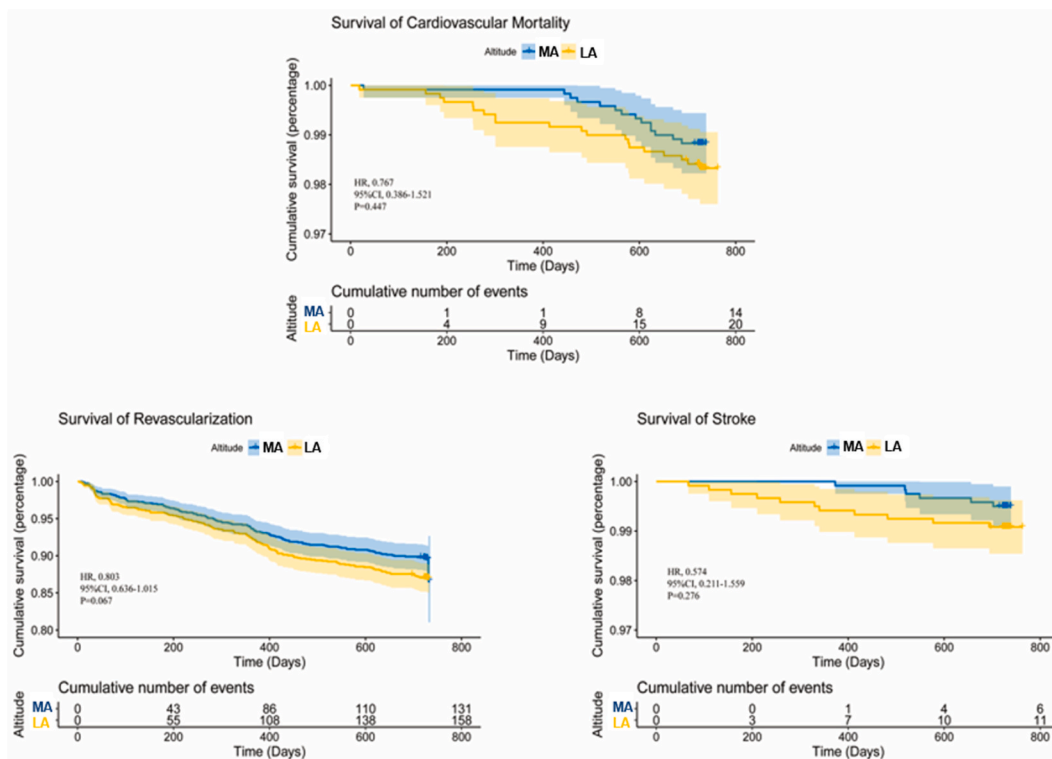 Survival of Cardiovascular Mortality
Altitude MA LA
Cumulative survival (percentage)
1.00
0.99
0.98
0.97
HR, 0.767
95%CI, 0.386-1.521
P=0.447
0 200 400 600 800
Time (Days)
Cumulative number of events
Altitude
MA 0 1 1 8 14
LA 0 4 9 15 20
0 200 400 600 800
Time (Days)
Survival of Revascularization
Altitude MA LA
Cumulative survival (percentage)
1.00
0.95
0.90
0.85
0.80
HR, 0.803
95%CI, 0.636-1.015
P=0.067
0 200 400 600 800
Time (Days)
Cumulative number of events
Altitude
MA 0 43 86 110 131
LA 0 55 108 138 158
0 200 400 600 800
Time (Days)
Survival of Stroke
Altitude MA LA
Cumulative survival (percentage)
1.00
0.99
0.98
0.97
HR, 0.574
95%CI, 0.211-1.559
P=0.276
0 200 400 600 800
Time (Days)
Cumulative number of events
Altitude
MA 0 0 1 4 6
LA 0 3 7 10 11
0 200 400 600 800
Time (Days)